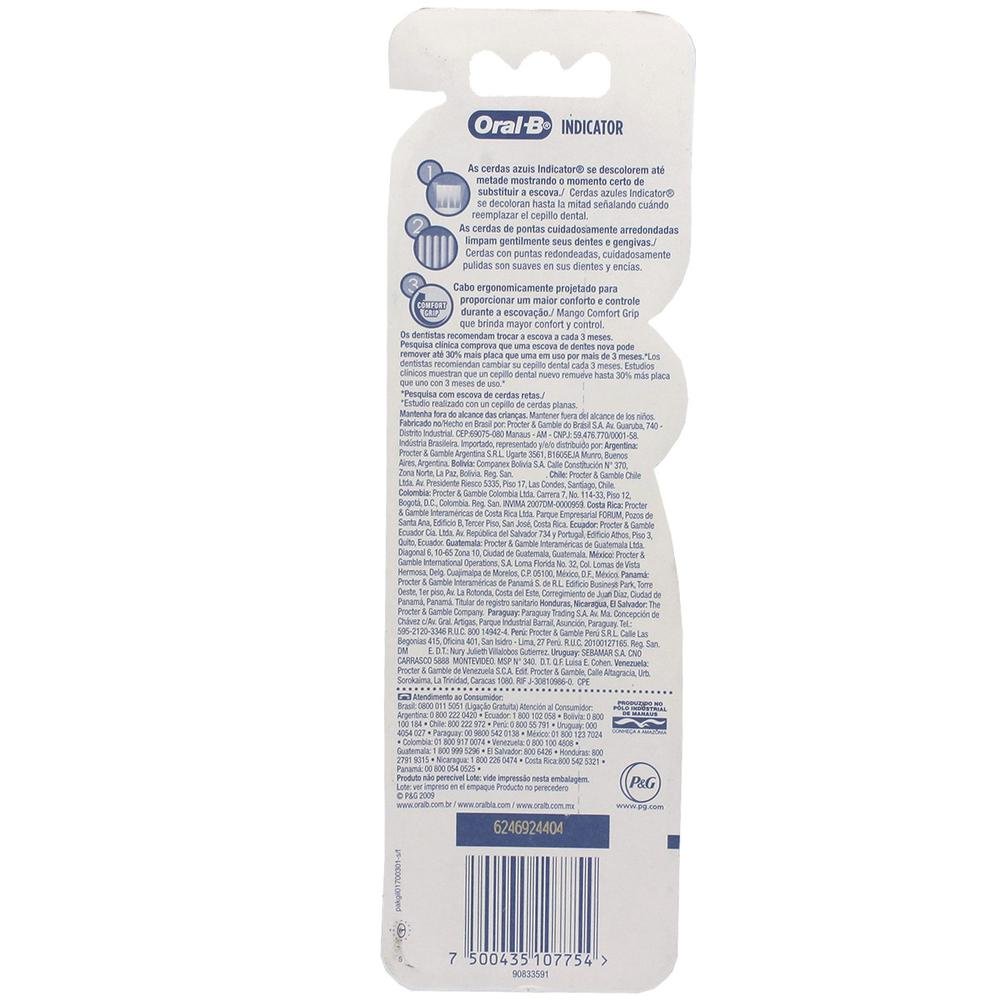 Oral-B® INDICATOR
1
As cerdas azuis Indicator® se descolorem até
metade mostrando o momento certo de
substituir a escova./ Cerdas azules Indicator®
se decoloran hasta la mitad señalando cuándo
reemplazar el cepillo dental.
2
As cerdas de pontas cuidadosamente arredondadas
limpam gentilmente seus dentes e gengivas./
Cerdas con puntas redondeadas, cuidadosamente
pulidas son suaves en sus dientes y encias.
3
COMFORT
GRIP
Cabo ergonomicamente projetado para
proporcionar um maior conforto e controle
durante a escovação./ Mango Comfort Grip
que brinda mayor confort y control.
Os dentistas recomendam trocar a escova a cada 3 meses.
Pesquisa clínica comprova que uma escova de dentes nova pode
remover até 30% mais placa que uma em uso por mais de 3 meses.*Los
dentistas recomiendan cambiar su cepillo dental cada 3 meses. Estudios
clínicos muestran que un cepillo dental nuevo remueve hasta 30% más placa
que uno con 3 meses de uso.*
*Pesquisa com escova de cerdas retas./
*Estudio realizado con un cepillo de cerdas planas.
Mantenha fora do alcance das crianças. Mantener fuera del alcance de los niños.
Fabricado no/Hecho en Brasil por: Procter & Gamble do Brasil S.A. Av. Guaruba, 740 -
Distrito Industrial. CEP:69075-080 Manaus - AM - CNPJ: 59.476.770/0001-58.
Indústria Brasileira. Importado, representado y/e/o distribuido por: Argentina:
Procter & Gamble Argentina S.R.L. Ugarte 3561, B1605EJA Munro, Buenos
Aires, Argentina. Bolivia: Companex Bolivia S.A. Calle Constitución N° 370,
Zona Norte, La Paz, Bolivia. Reg. San. . Chile: Procter & Gamble Chile
Ltda. Av. Presidente Riesco 5335, Piso 17, Las Condes, Santiago, Chile.
Colombia: Procter & Gamble Colombia Ltda. Carrera 7, No. 114-33, Piso 12,
Bogotá, D.C., Colombia. Reg. San. INVIMA 2007DM-0000959. Costa Rica: Procter
& Gamble Interaméricas de Costa Rica Ltda. Parque Empresarial FORUM, Pozos de
Santa Ana, Edificio B, Tercer Piso, San José, Costa Rica. Ecuador: Procter & Gamble
Ecuador Cía. Ltda. Av. República del Salvador 734 y Portugal, Edificio Athos, Piso 3,
Quito, Ecuador. Guatemala: Procter & Gamble Interaméricas de Guatemala Ltda.
Diagonal 6, 10-65 Zona 10, Ciudad de Guatemala, Guatemala. México: Procter &
Gamble International Operations, S.A. Loma Florida No. 32, Col. Lomas de Vista
Hermosa, Delg. Cuajimalpa de Morelos, C.P. 05100, México, D.F., México. Panamá:
Procter & Gamble Interaméricas de Panamá S. de R.L. Edificio Business Park, Torre
Oeste, 1er piso, Av. La Rotonda, Costa del Este, Corregimiento de Juan Diaz, Ciudad de
Panamá, Panamá. Titular de registro sanitario Honduras, Nicaragua, El Salvador: The
Procter & Gamble Company. Paraguay: Paraguay Trading S.A. Av. Ma. Concepción de
Chávez c/Av. Gral. Artigas, Parque Industrial Barrail, Asunción, Paraguay. Tel.:
595-2120-3346 R.U.C. 800 14942-4. Perú: Procter & Gamble Perú S.R.L. Calle Las
Begonias 415, Oficina 401, San Isidro - Lima, 27 Perú. R.U.C. 20100127165. Reg. San.
DM E. D.T.: Nury Julieth Villalobos Gutierrez. Uruguay: SEBAMAR S.A. CNO
CARRASCO 5888 MONTEVIDEO. MSP N° 340. D.T. Q.F. Luisa E. Cohen. Venezuela:
Procter & Gamble de Venezuela S.C.A. Edif. Procter & Gamble, Calle Altagracia, Urb.
Sorokaima, La Trinidad, Caracas 1080. RIF J-30810986-0. CPE
Atendimento ao Consumidor:
Brasil: 0800 011 5051 (Ligação Gratuita) Atención al Consumidor:
Argentina: 0 800 222 0420 • Ecuador: 1 800 102 058 • Bolivia: 0 800
100 184 • Chile: 800 222 972 • Perú: 0 800 55 791 • Uruguay: 000
4054 027 • Paraguay: 00 9800 542 0138 • México: 01 800 123 7024
• Colombia: 01 800 917 0074 • Venezuela: 0 800 100 4808 •
Guatemala: 1 800 999 5296 • El Salvador: 800 6426 • Honduras: 800
2791 9315 • Nicaragua: 1 800 226 0474 • Costa Rica:800 542 5321 •
Panamá: 00 800 054 0525 •
Produto não perecível Lote: vide impressão nesta embalagem.
Lote: ver impreso en el empaque Producto no perecedero
© P&G 2009
www.oralb.com.br / www.oralbla.com / www.oralb.com.mx
PRODUZIDO NO
PÓLO INDUSTRIAL
DE MANAUS
CONHEÇA A AMAZÔNIA
P&G
www.pg.com
6246924404
pakgil01700301-s/f
5
7 500435 107754 >
90833591